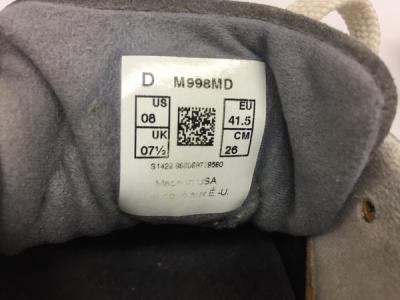 D M998MD
US EU
08 41.5
UK CM
07½ 26
Made in USA
É.-U.